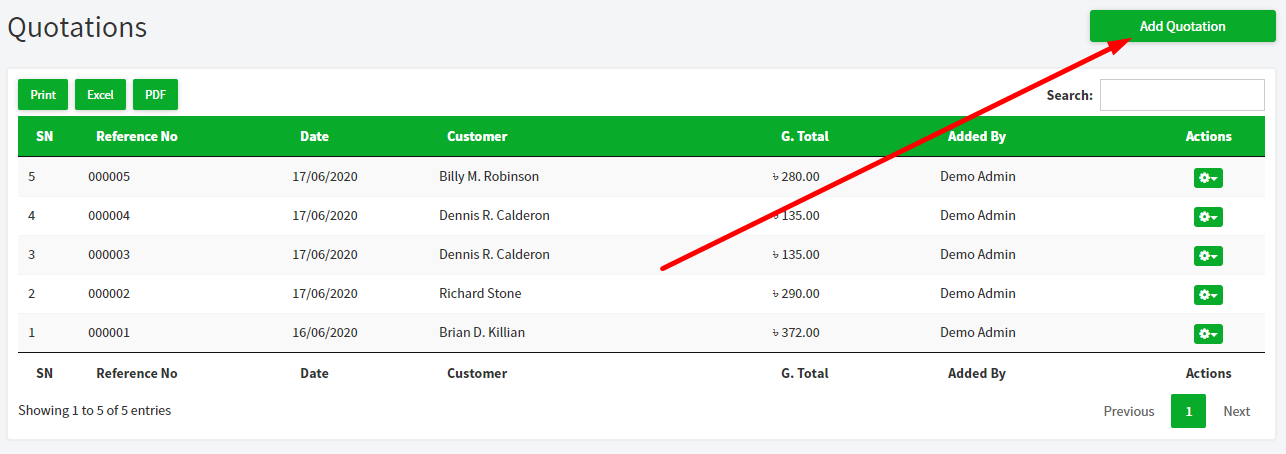 Quotations
Add Quotation
Print Excel PDF
Search:
SN Reference No Date Customer G. Total Added By Actions
5 000005 17/06/2020 Billy M. Robinson ৳ 280.00 Demo Admin
4 000004 17/06/2020 Dennis R. Calderon ৳ 135.00 Demo Admin
3 000003 17/06/2020 Dennis R. Calderon ৳ 135.00 Demo Admin
2 000002 17/06/2020 Richard Stone ৳ 290.00 Demo Admin
1 000001 16/06/2020 Brian D. Killian ৳ 372.00 Demo Admin
SN Reference No Date Customer G. Total Added By Actions
Showing 1 to 5 of 5 entries
Previous 1 Next